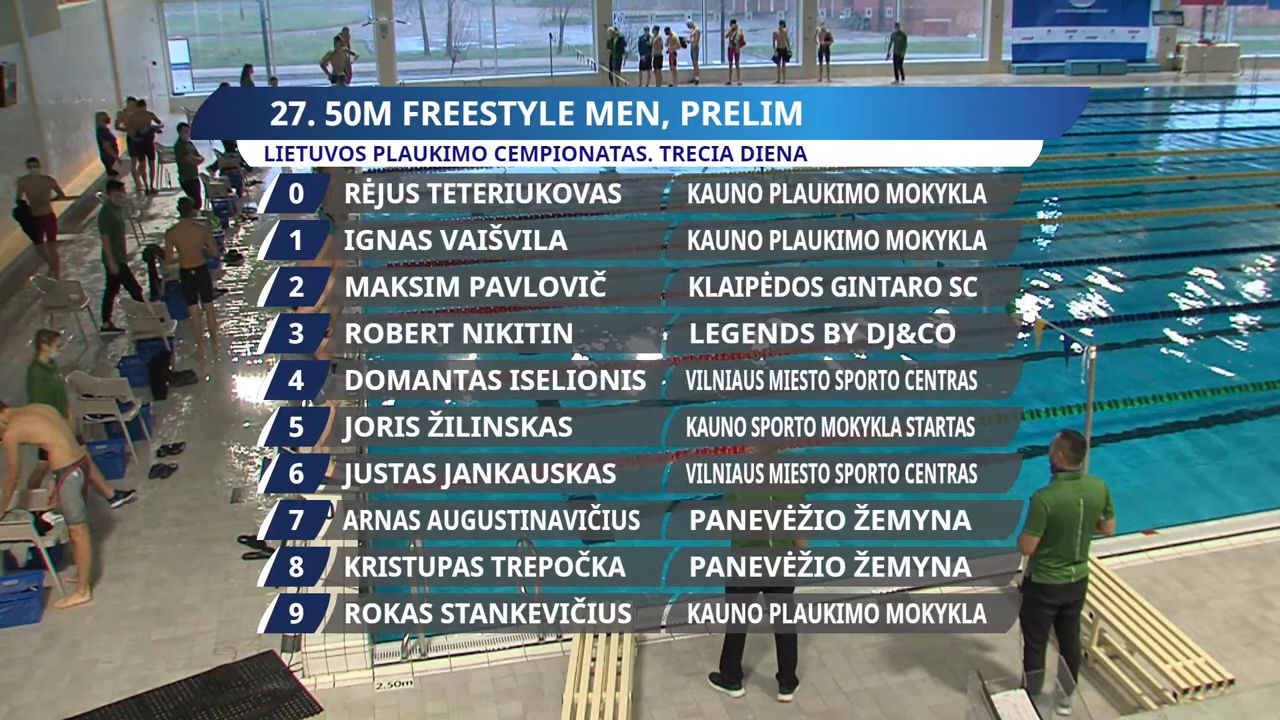 27. 50M FREESTYLE MEN, PRELIM
LIETUVOS PLAUKIMO CEMPIONATAS. TRECIA DIENA
0 RĖJUS TETERIUKOVAS KAUNO PLAUKIMO MOKYKLA
1 IGNAS VAIŠVILA KAUNO PLAUKIMO MOKYKLA
2 MAKSIM PAVLOVIČ KLAIPĖDOS GINTARO SC
3 ROBERT NIKITIN LEGENDS BY DJ&CO
4 DOMANTAS ISELIONIS VILNIAUS MIESTO SPORTO CENTRAS
5 JORIS ŽILINSKAS KAUNO SPORTO MOKYKLA STARTAS
6 JUSTAS JANKAUSKAS VILNIAUS MIESTO SPORTO CENTRAS
7 ARNAS AUGUSTINAVIČIUS PANEVĖŽIO ŽEMYNA
8 KRISTUPAS TREPOČKA PANEVĖŽIO ŽEMYNA
9 ROKAS STANKEVIČIUS KAUNO PLAUKIMO MOKYKLA
2.50m